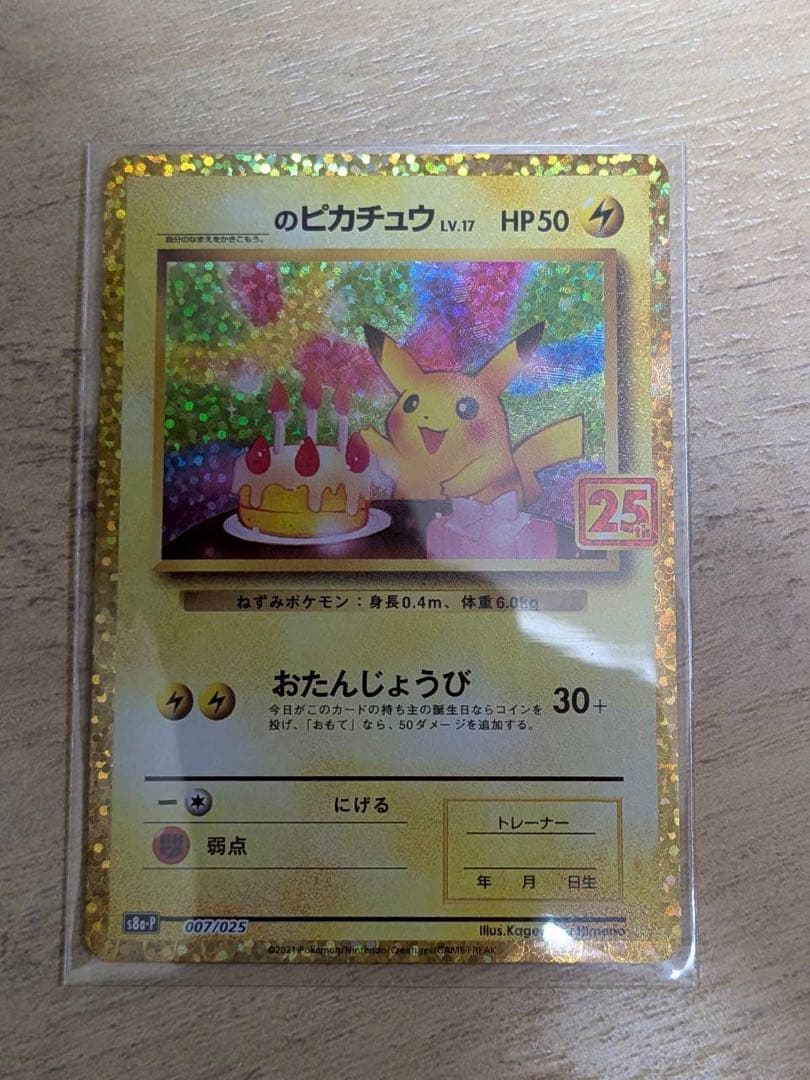 のピカチュウ LV.17 HP50
自分のなまえをかきこもう。
25
ねずみポケモン：身長0.4m、体重6.0kg
おたんじょうび 30+
今日がこのカードの持ち主の誕生日ならコインを
投げ、「おもて」なら、50ダメージを追加する。
にげる
弱点
トレーナー
年 月 日生
s8a-P 007/025
Illus.Kage Himeno
©2021 Pokémon/Nintendo/Creatures/GAME FREAK